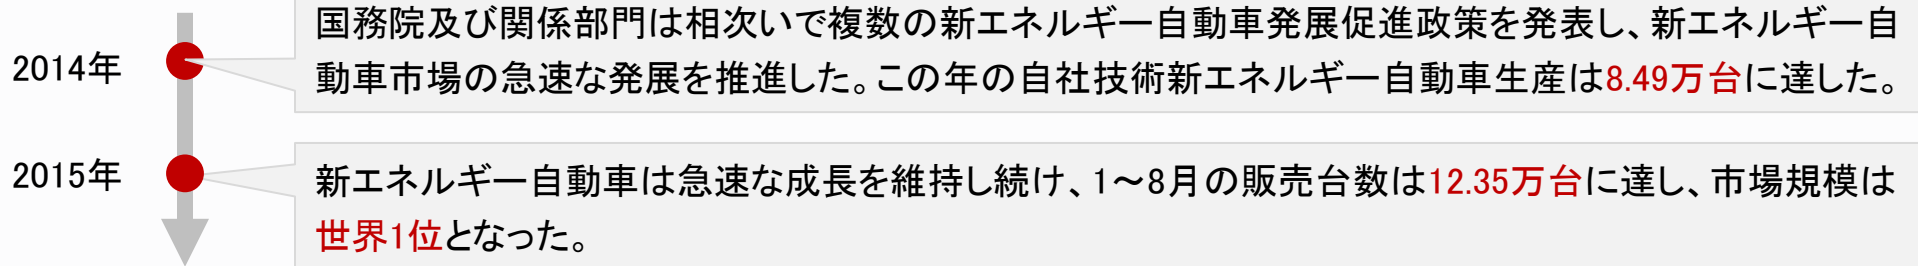 2014年
国務院及び関係部門は相次いで複数の新エネルギー自動車発展促進政策を発表し、新エネルギー自
動車市場の急速な発展を推進した。この年の自社技術新エネルギー自動車生産は8.49万台に達した。
2015年
新エネルギー自動車は急速な成長を維持し続け、1～8月の販売台数は12.35万台に達し、市場規模は
世界1位となった。